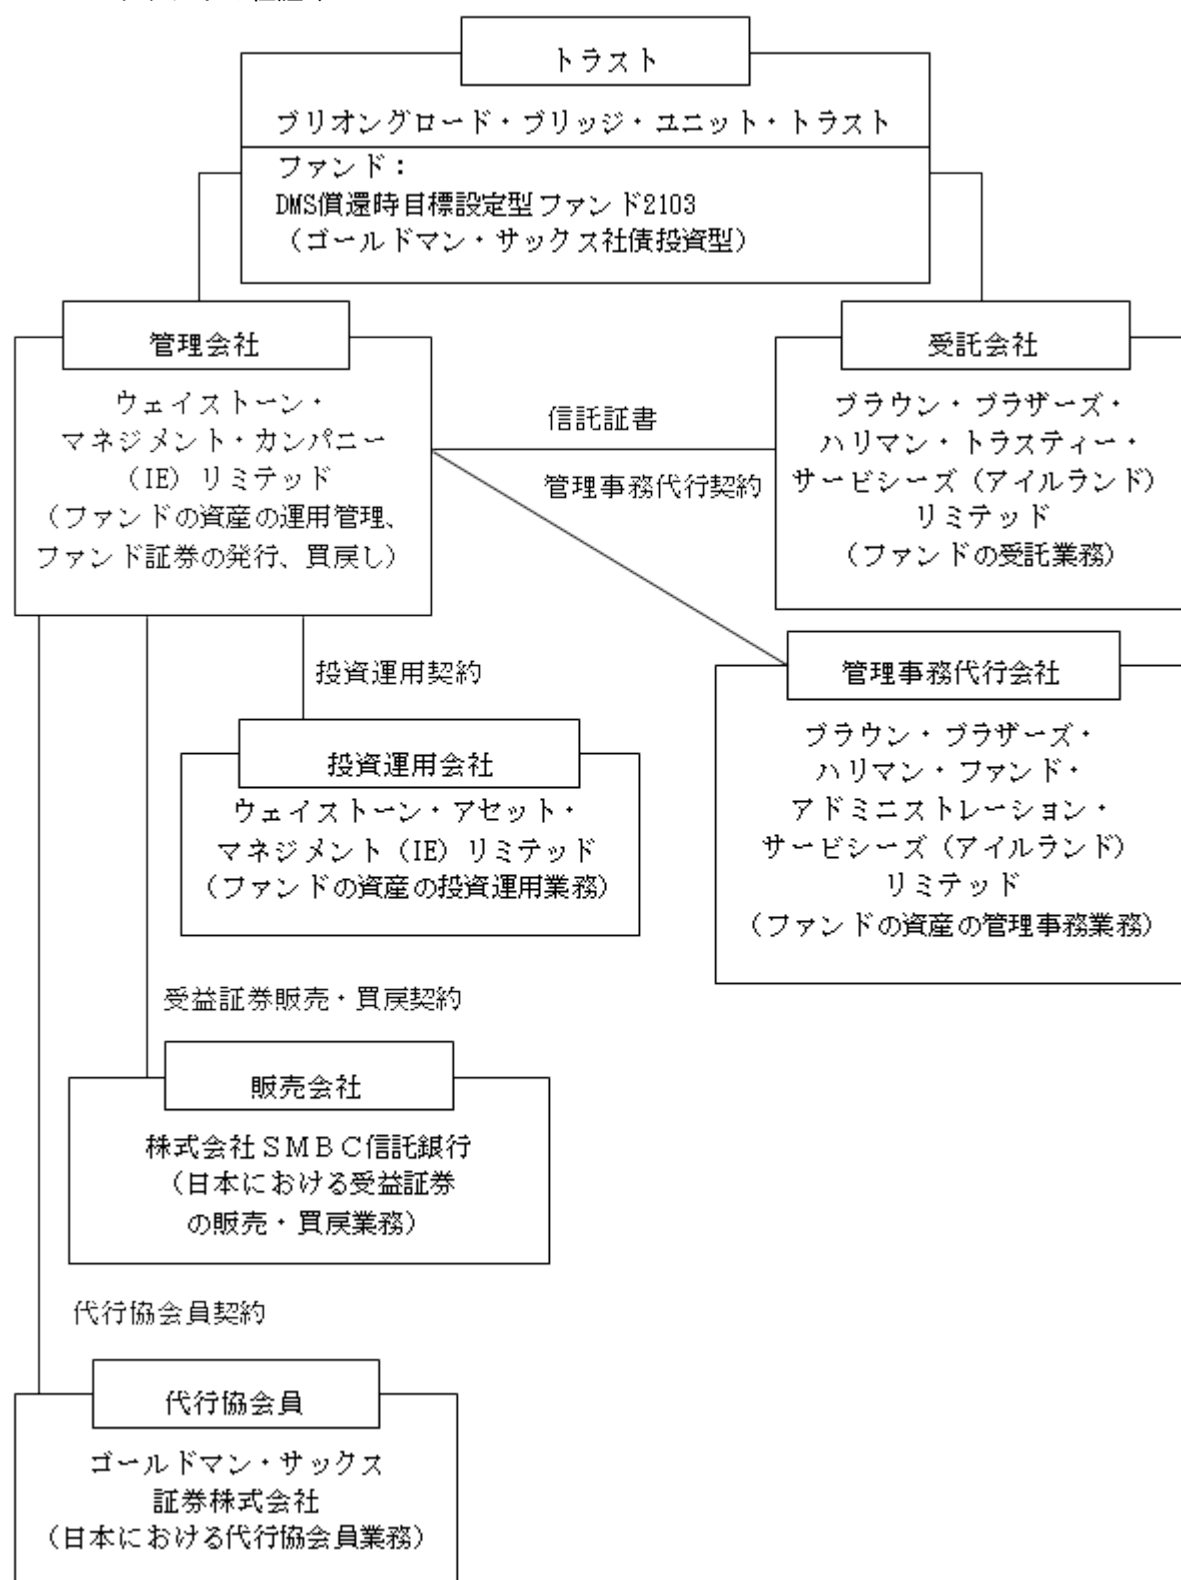 トラスト
ブリオングロード・ブリッジ・ユニット・トラスト
ファンド：
DMS償還時目標設定型ファンド2103
（ゴールドマン・サックス社債投資型）
管理会社
ウェイストーン・
マネジメント・カンパニー
（IE）リミテッド
（ファンドの資産の運用管理、
ファンド証券の発行、買戻し）
信託証書
管理事務代行契約
受託会社
ブラウン・ブラザーズ・
ハリマン・トラスティー・
サービシーズ（アイルランド）
リミテッド
（ファンドの受託業務）
投資運用契約
投資運用会社
ウェイストーン・アセット・
マネジメント（IE）リミテッド
（ファンドの資産の投資運用業務）
管理事務代行会社
ブラウン・ブラザーズ・
ハリマン・ファンド・
アドミニストレーション・
サービシーズ（アイルランド）
リミテッド
（ファンドの資産の管理事務業務）
受益証券販売・買戻契約
販売会社
株式会社ＳＭＢＣ信託銀行
（日本における受益証券
の販売・買戻業務）
代行協会員契約
代行協会員
ゴールドマン・サックス
証券株式会社
（日本における代行協会員業務）